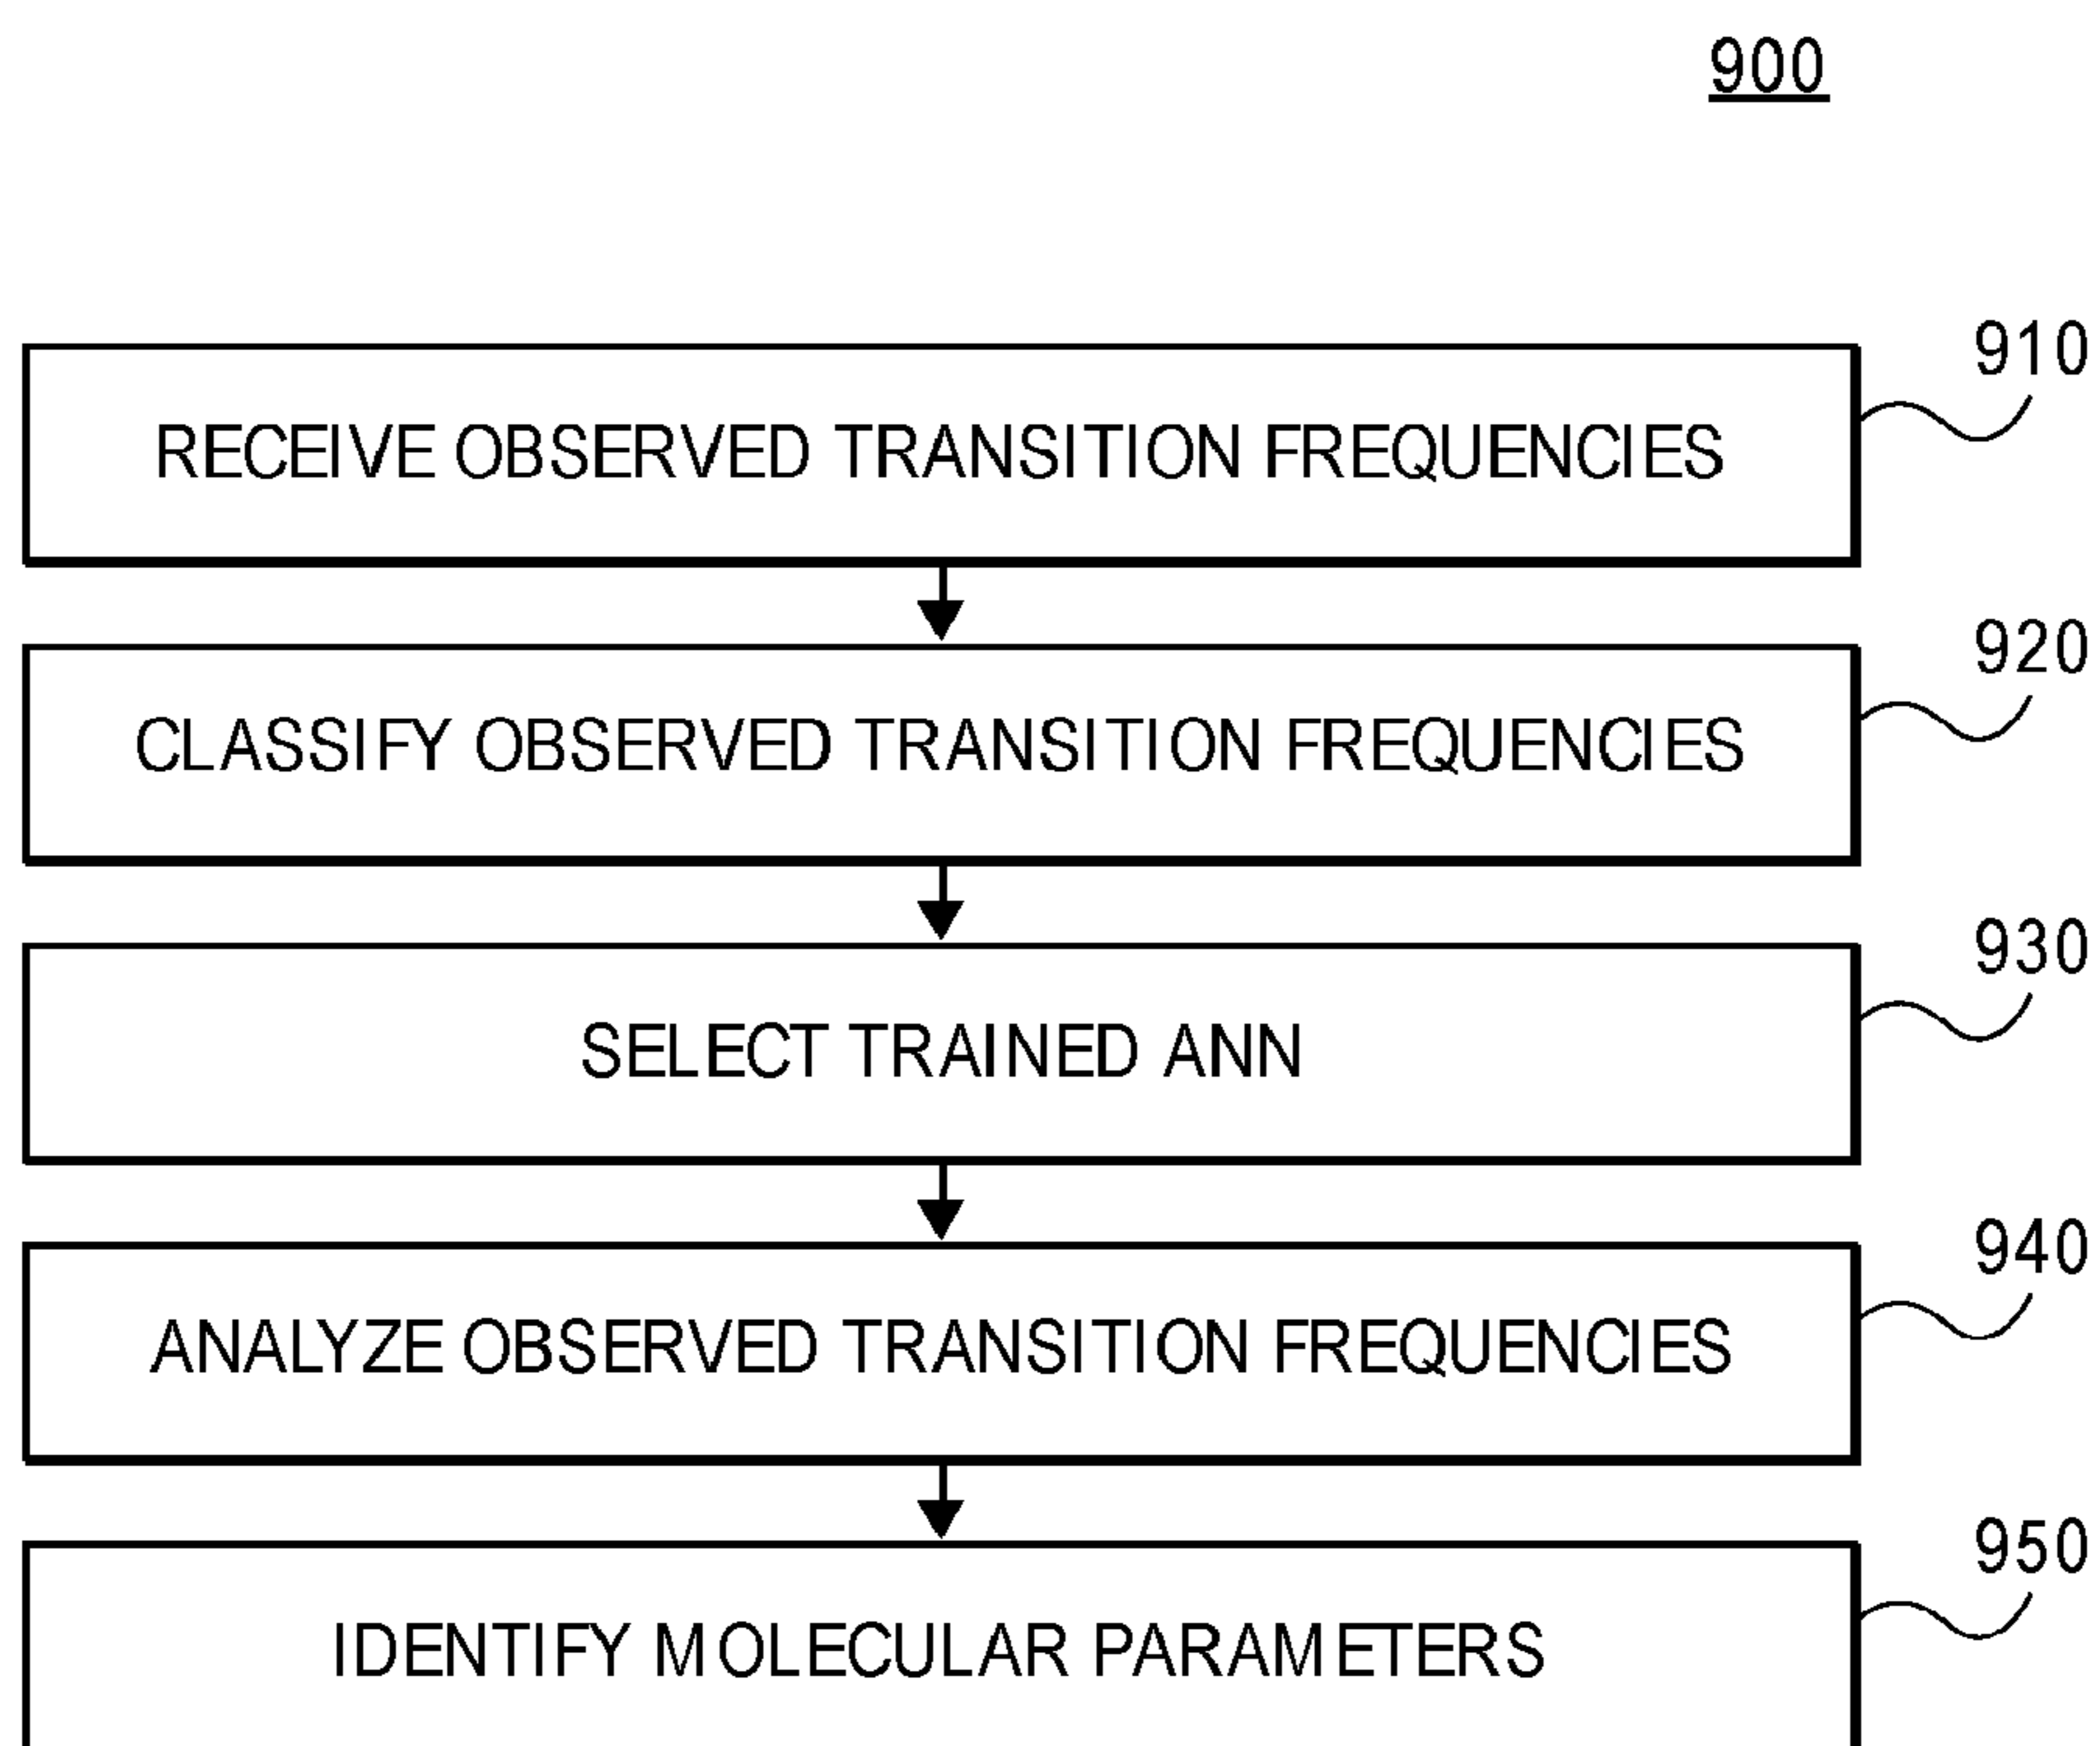 900
910
RECEIVE OBSERVED TRANSITION FREQUENCIES
920
CLASSIFY OBSERVED TRANSITION FREQUENCIES
930
SELECT TRAINED ANN
940
ANALYZE OBSERVED TRANSITION FREQUENCIES
950
IDENTIFY MOLECULAR PARAMETERS